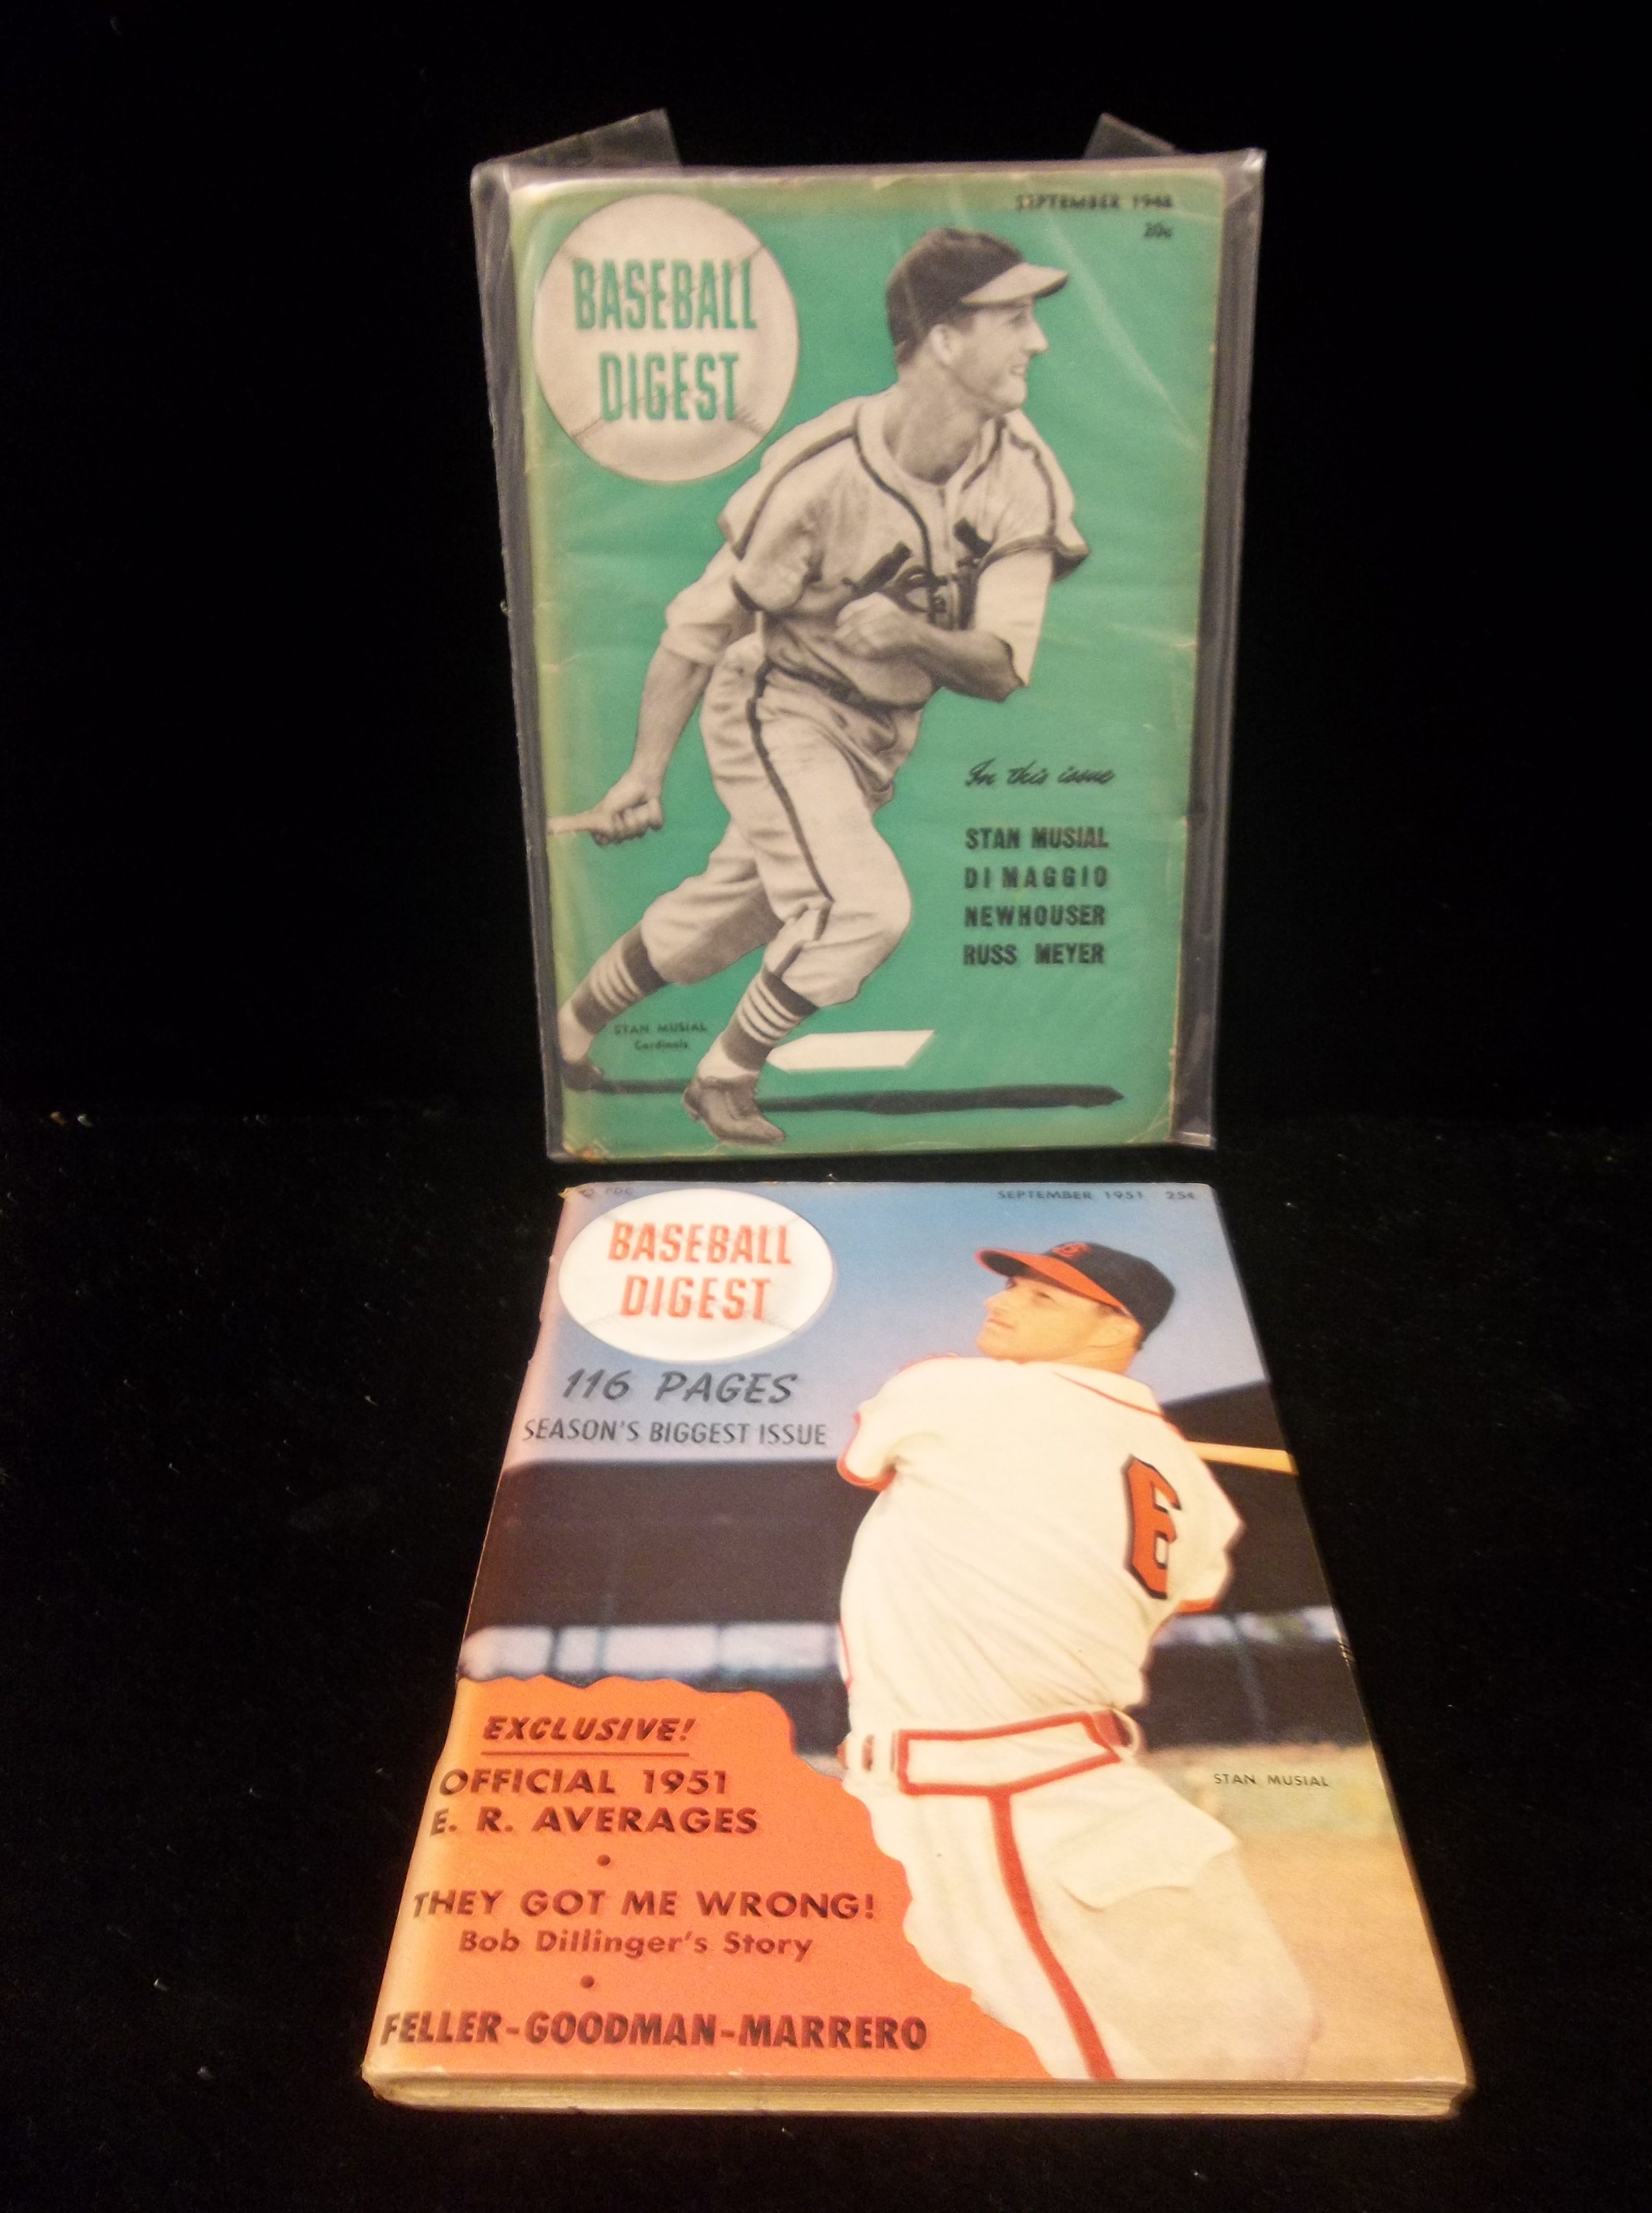 SEPTEMBER 1948
20c
BASEBALL
DIGEST
In this issue
STAN MUSIAL
DI MAGGIO
NEWHOUSER
RUSS MEYER
STAN MUSIAL
Cardinals
SEPTEMBER 1951 25¢
BASEBALL
DIGEST
116 PAGES
SEASON'S BIGGEST ISSUE
6
EXCLUSIVE!
OFFICIAL 1951
E. R. AVERAGES
•
THEY GOT ME WRONG!
Bob Dillinger's Story
•
FELLER-GOODMAN-MARRERO
STAN MUSIAL